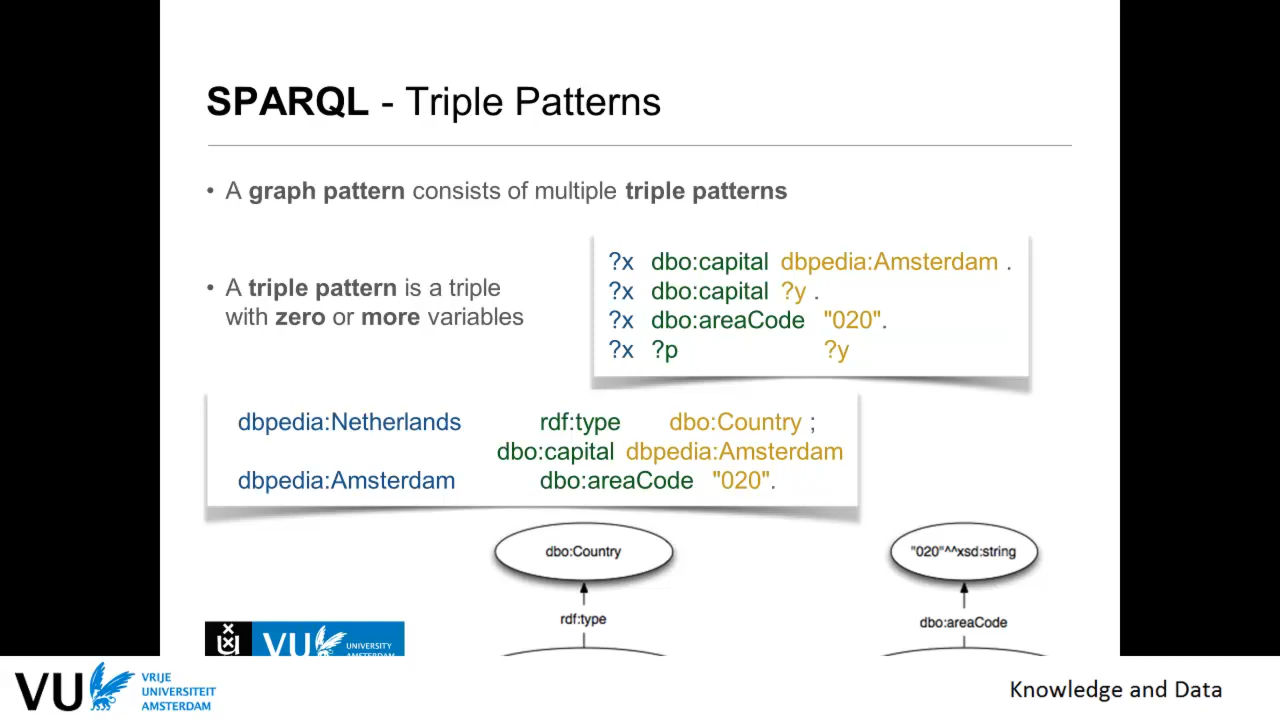 SPARQL - Triple Patterns
• A graph pattern consists of multiple triple patterns
• A triple pattern is a triple
with zero or more variables
?x dbo:capital dbpedia:Amsterdam .
?x dbo:capital ?y .
?x dbo:areaCode "020".
?x ?p ?y
dbpedia:Netherlands rdf:type dbo:Country ;
dbo:capital dbpedia:Amsterdam
dbpedia:Amsterdam dbo:areaCode "020".
dbo:Country
"020"^^xsd:string
rdf:type
dbo:areaCode
VU UNIVERSITY
AMSTERDAM
VU VRIJE
UNIVERSITEIT
AMSTERDAM
Knowledge and Data